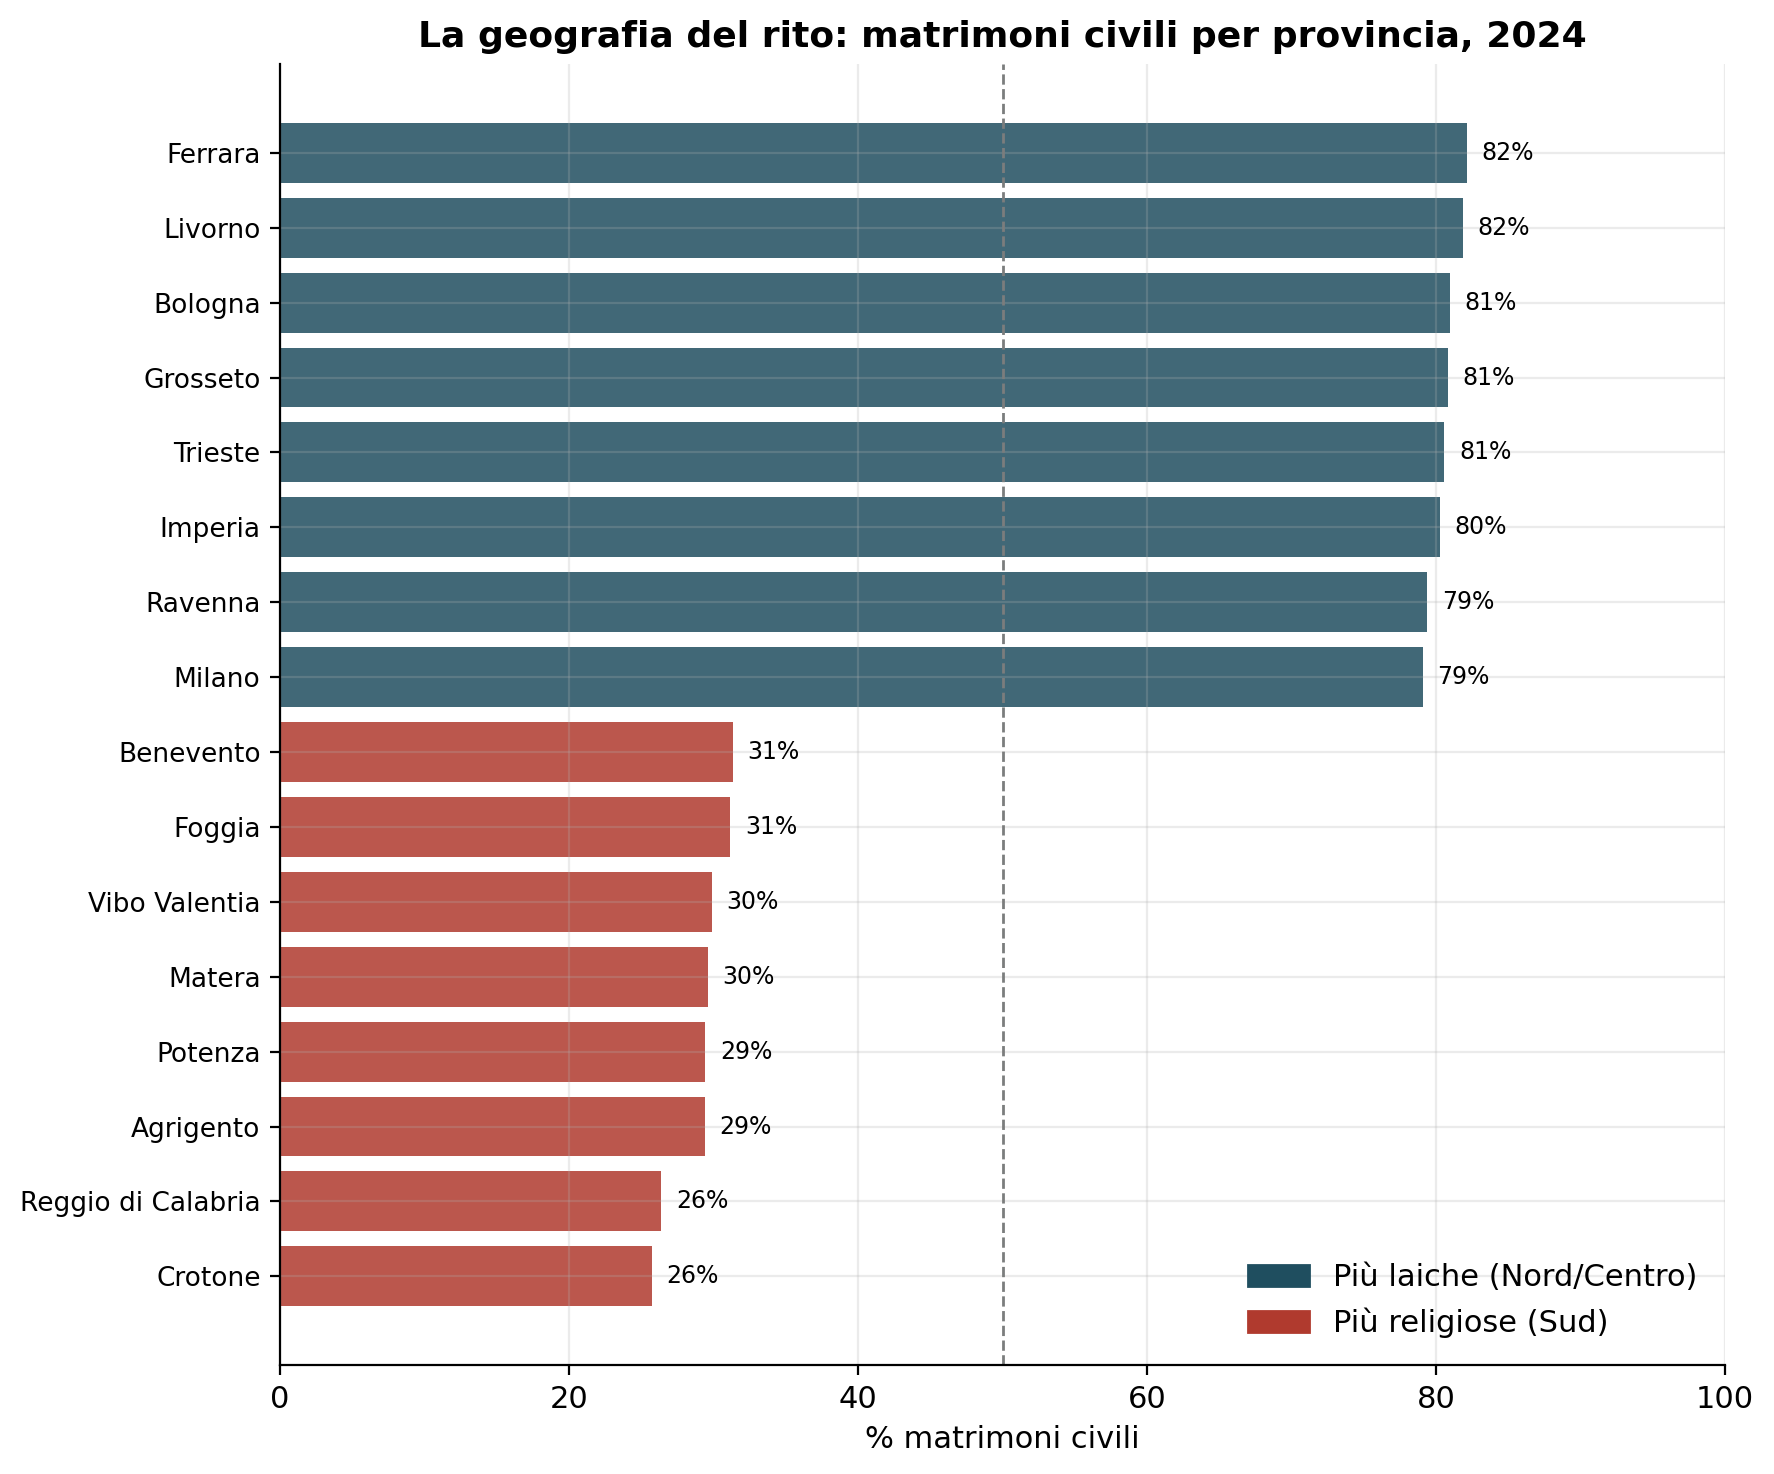 La geografia del rito: matrimoni civili per provincia, 2024
Ferrara 82%
Livorno 82%
Bologna 81%
Grosseto 81%
Trieste 81%
Imperia 80%
Ravenna 79%
Milano 79%
Benevento 31%
Foggia 31%
Vibo Valentia 30%
Matera 30%
Potenza 29%
Agrigento 29%
Reggio di Calabria 26%
Crotone 26%
Più laiche (Nord/Centro)
Più religiose (Sud)
0 20 40 60 80 100
% matrimoni civili